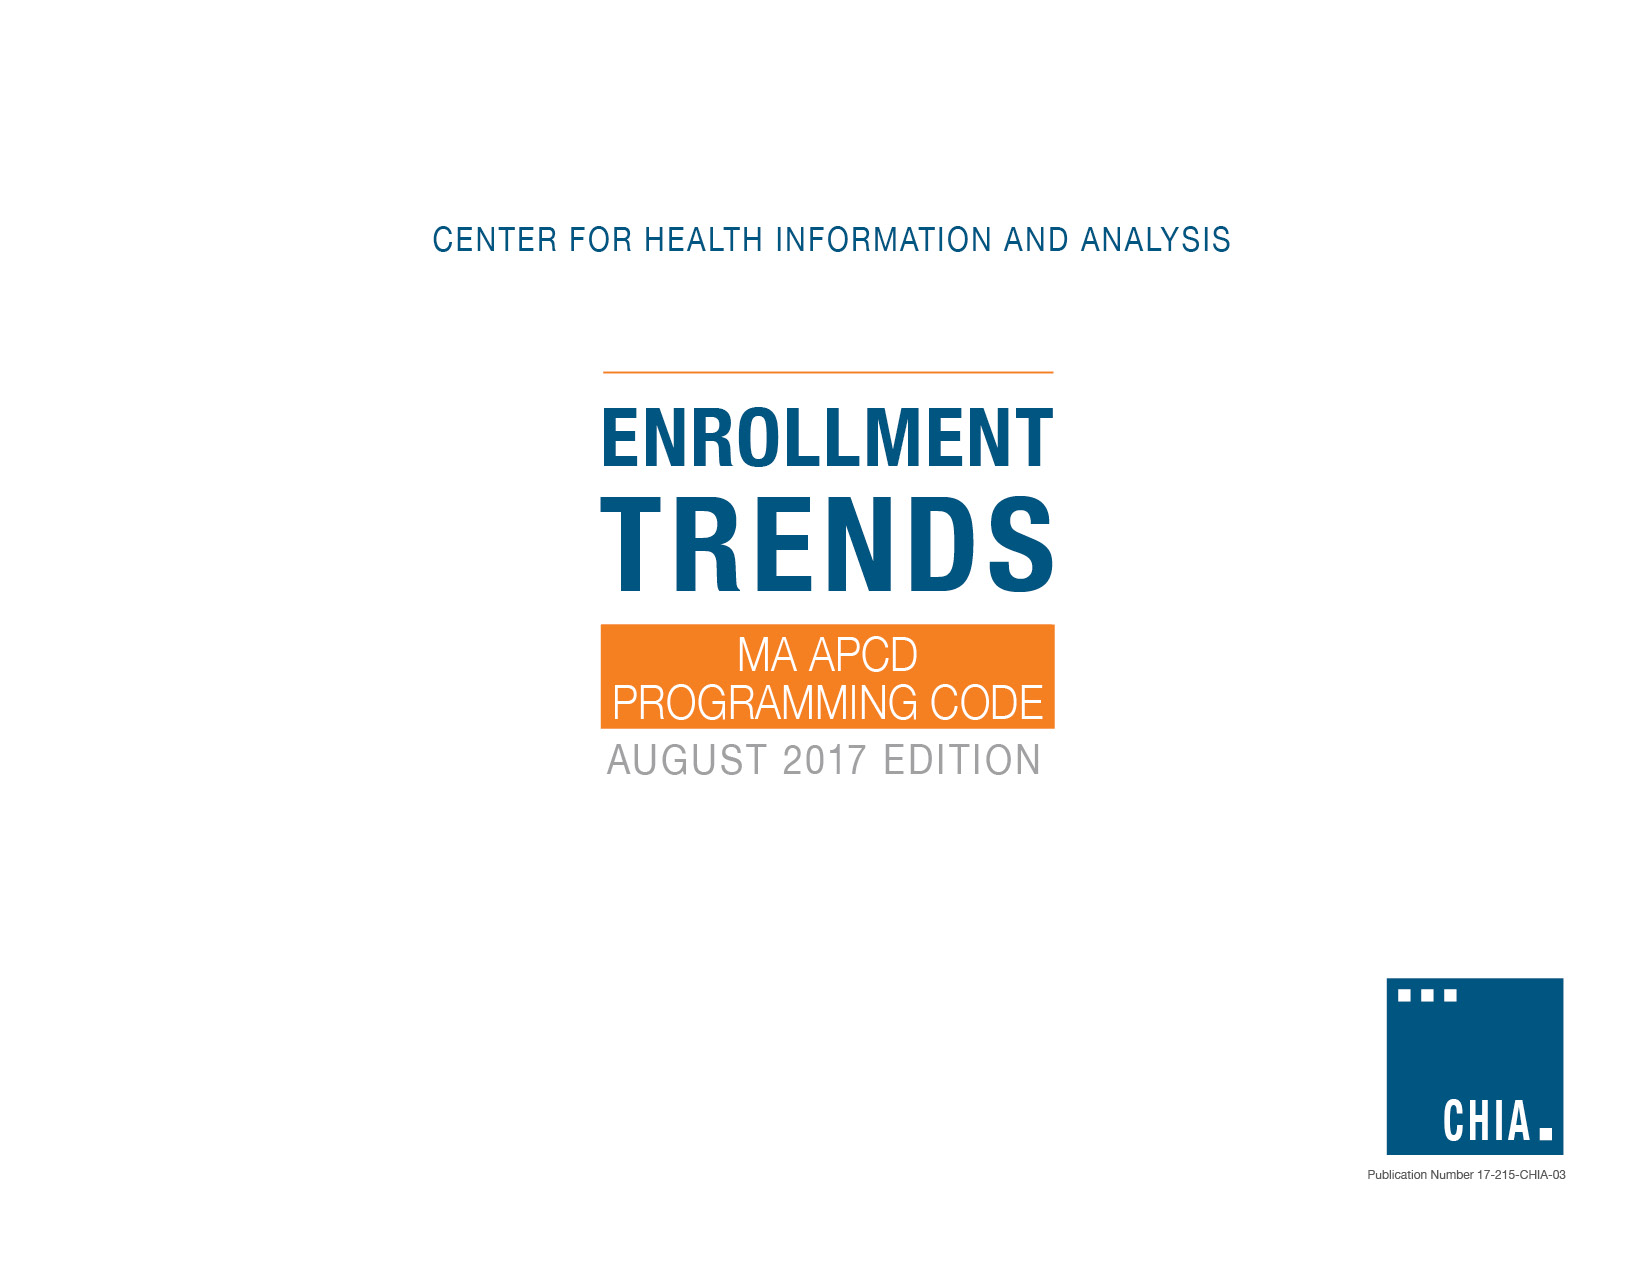 CENTER FOR HEALTH INFORMATION AND ANALYSIS
ENROLLMENT
TRENDS
MA APCD
PROGRAMMING CODE
AUGUST 2017 EDITION
CHIA.
Publication Number 17-215-CHIA-03